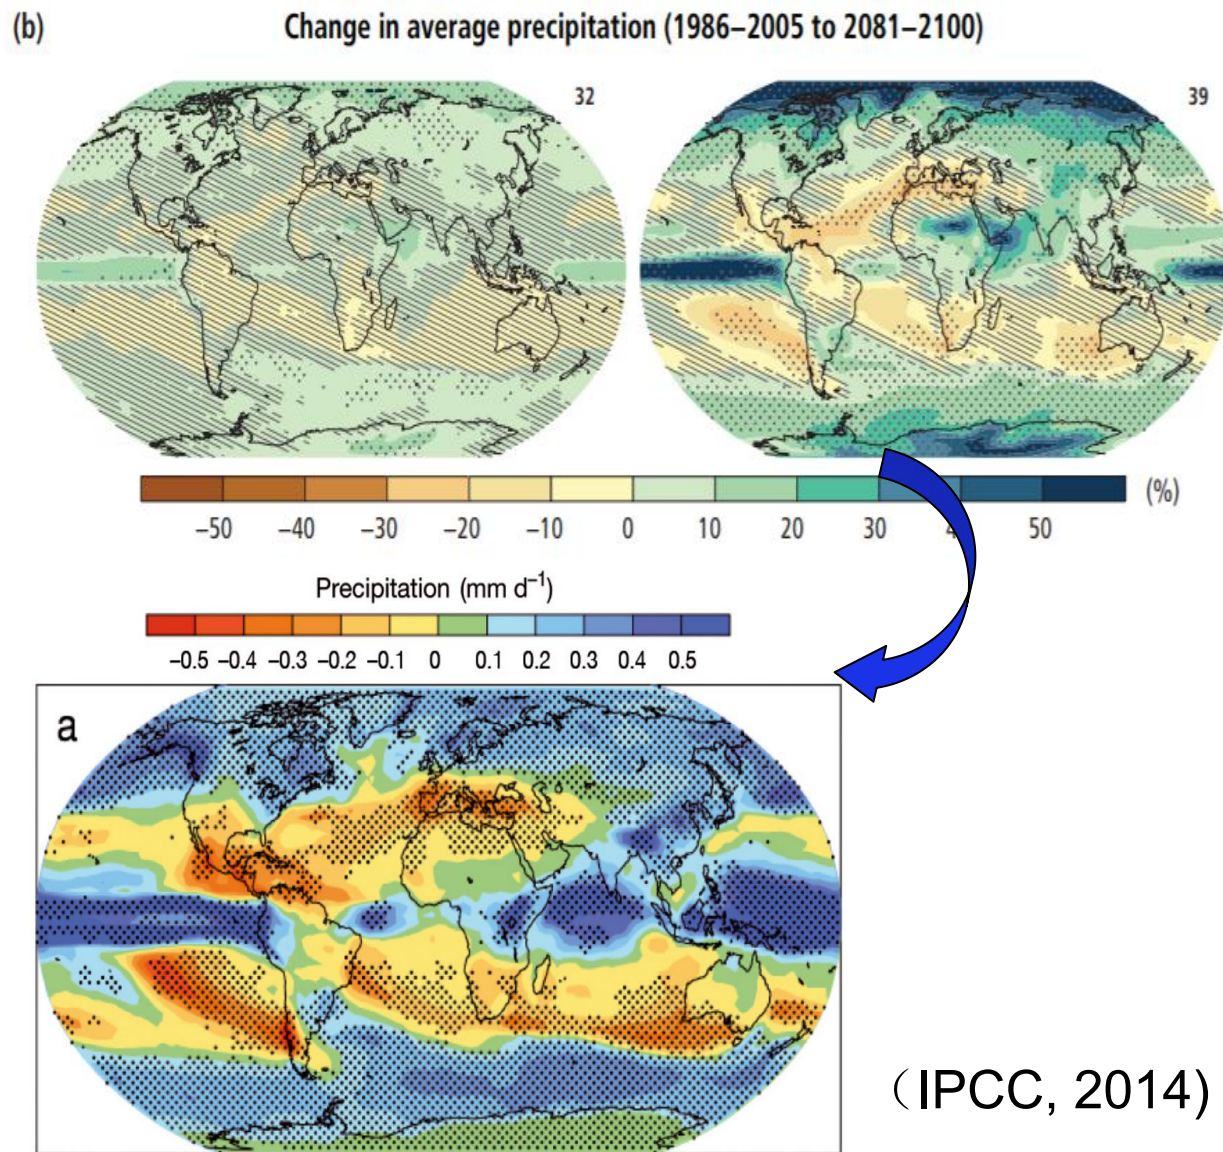 (b) Change in average precipitation (1986–2005 to 2081–2100)
32 39
(%)
–50 –40 –30 –20 –10 0 10 20 30 4 50
Precipitation (mm d⁻¹)
–0.5 –0.4 –0.3 –0.2 –0.1 0 0.1 0.2 0.3 0.4 0.5
a
（IPCC, 2014)